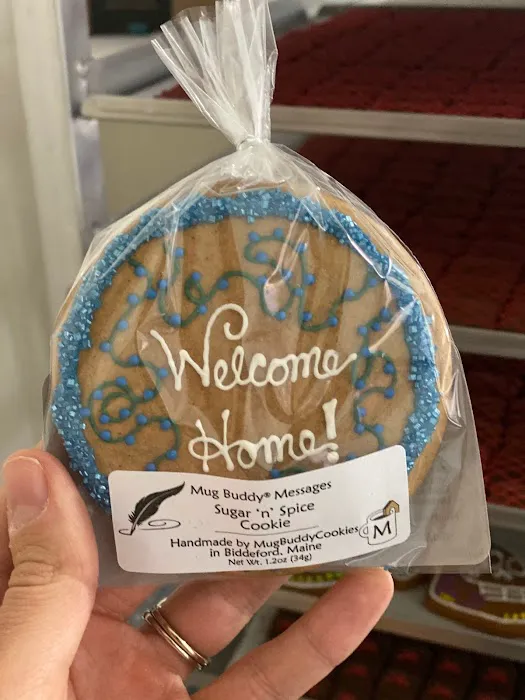 Welcome
Home!
Mug Buddy® Messages
Sugar 'n' Spice
Cookie
Handmade by MugBuddyCookies
in Biddeford, Maine
Net Wt. 1.2oz (34g)
M